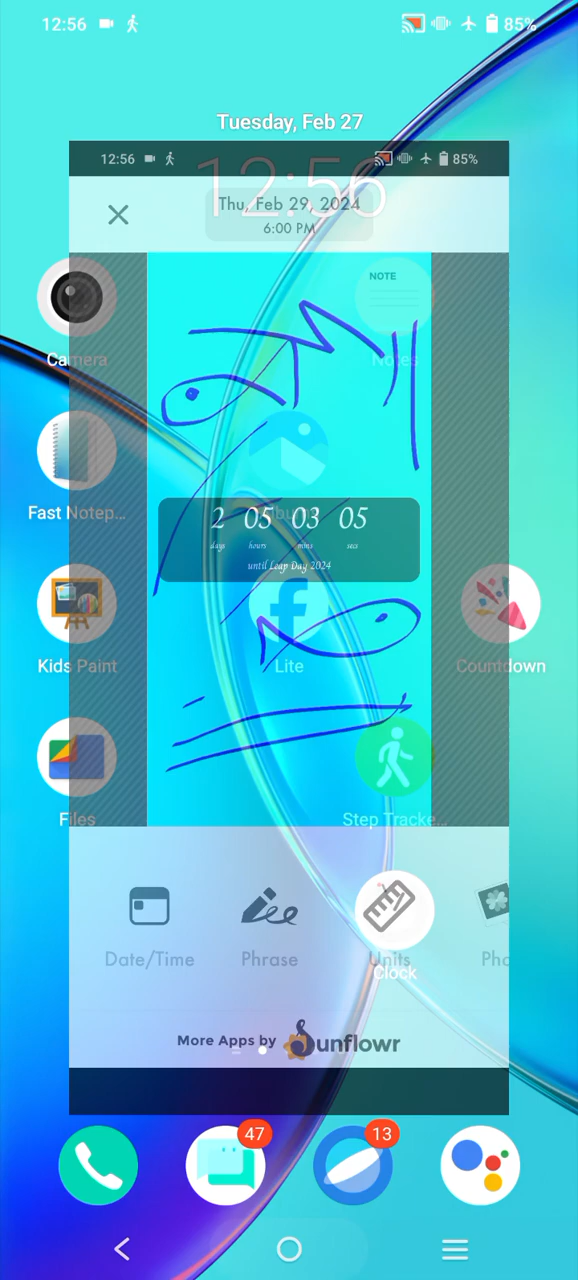 12:56 85%
Tuesday, Feb 27
12:56 85%
12:56
Thu, Feb 29, 2024
6:00 PM
NOTE
Camera Notes
Fast Notep...
2 05 03 05
days hours mins secs
until Leap Day 2024
Kids Paint Lite Countdown
Files Step Tracke...
Date/Time Phrase Units Pho
Clock
More Apps by Sunflowr
47 13